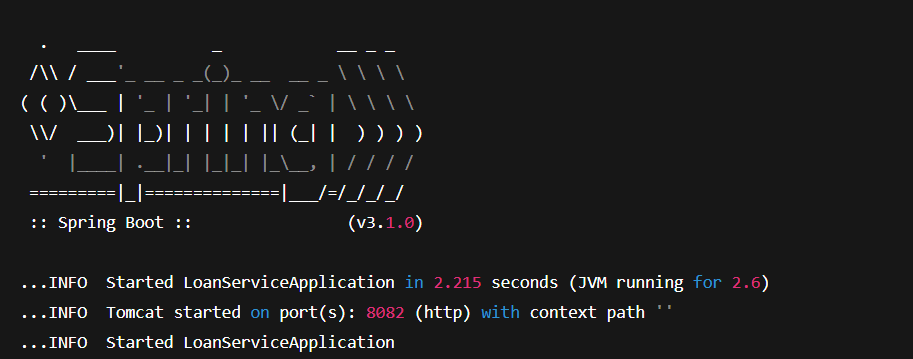 .   ____          _            __ _ _
 /\\ / ___'_ __ _ _(_)_ __  __ _ \ \ \ \
( ( )\___ | '_ | '_| | '_ \/ _` | \ \ \ \
 \\/  ___)| |_)| | | | | || (_| |  ) ) ) )
  '  |____| .__|_| |_|_| |_\__, | / / / /
 =========|_|==============|___/=/_/_/_/
 :: Spring Boot ::                (v3.1.0)
...INFO  Started LoanServiceApplication in 2.215 seconds (JVM running for 2.6)
...INFO  Tomcat started on port(s): 8082 (http) with context path ''
...INFO  Started LoanServiceApplication